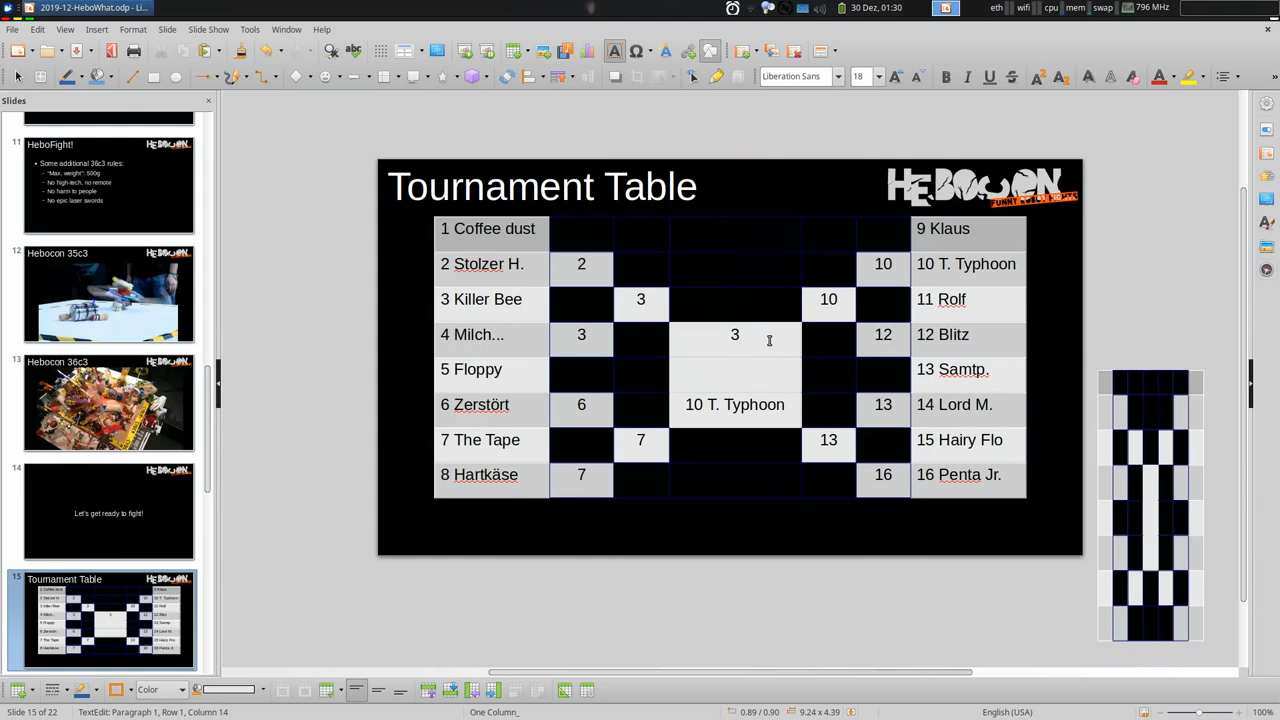 2019-12-HeboWhat.odp - Li...
30 Dez, 01:30
eth
wifi
cpu
mem
swap
796 MHz
File Edit View Insert Format Slide Slide Show Tools Window Help
Liberation Sans
18
Slides
11
HeboFight!
HEBOCON
Some additional 36c3 rules:
"Max. weight": 500g
No high-tech, no remote
No harm to people
No epic laser swords
12
Hebocon 35c3
HEBOCON
13
Hebocon 36c3
HEBOCON
14
Let's get ready to fight!
15
Tournament Table
HEBOCON
Tournament Table
HEBOCON
1 Coffee dust
9 Klaus
2 Stolzer H.
2
10
10 T. Typhoon
3 Killer Bee
3
10
11 Rolf
4 Milch...
3
3
12
12 Blitz
5 Floppy
13 Samtp.
6 Zerstört
6
10 T. Typhoon
13
14 Lord M.
7 The Tape
7
13
15 Hairy Flo
8 Hartkäse
7
16
16 Penta Jr.
Color
Slide 15 of 22
TextEdit: Paragraph 1, Row 1, Column 14
One Column_
0.89 / 0.90
9.24 x 4.39
English (USA)
100%